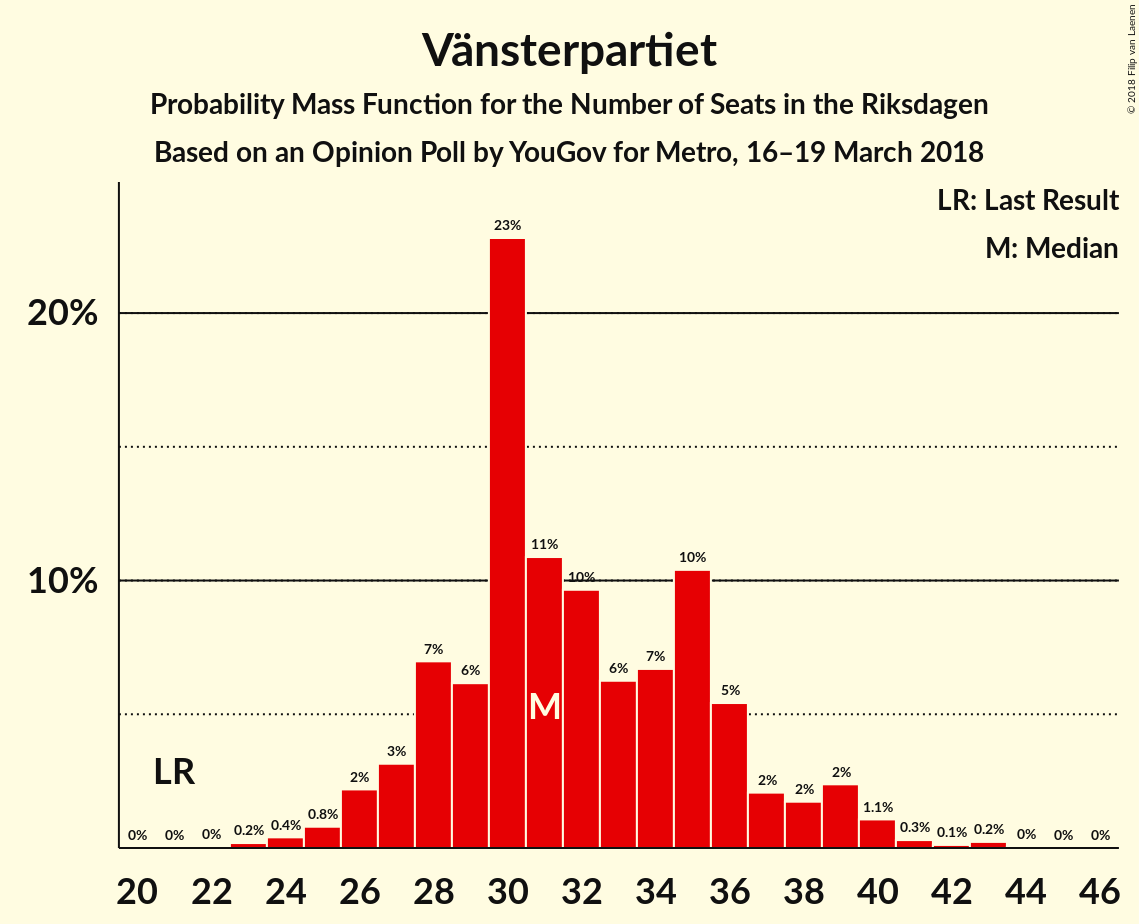 Vänsterpartiet
Probability Mass Function for the Number of Seats in the Riksdagen
Based on an Opinion Poll by YouGov for Metro, 16–19 March 2018
© 2018 Filip van Laenen
LR: Last Result
M: Median
20%
10%
0% 0% 0% 0.2% 0.4% 0.8% 2% 3% 7% 6% 23% 11% 10% 6% 7% 10% 5% 2% 2% 2% 1.1% 0.3% 0.1% 0.2% 0% 0% 0%
LR
M
20 22 24 26 28 30 32 34 36 38 40 42 44 46